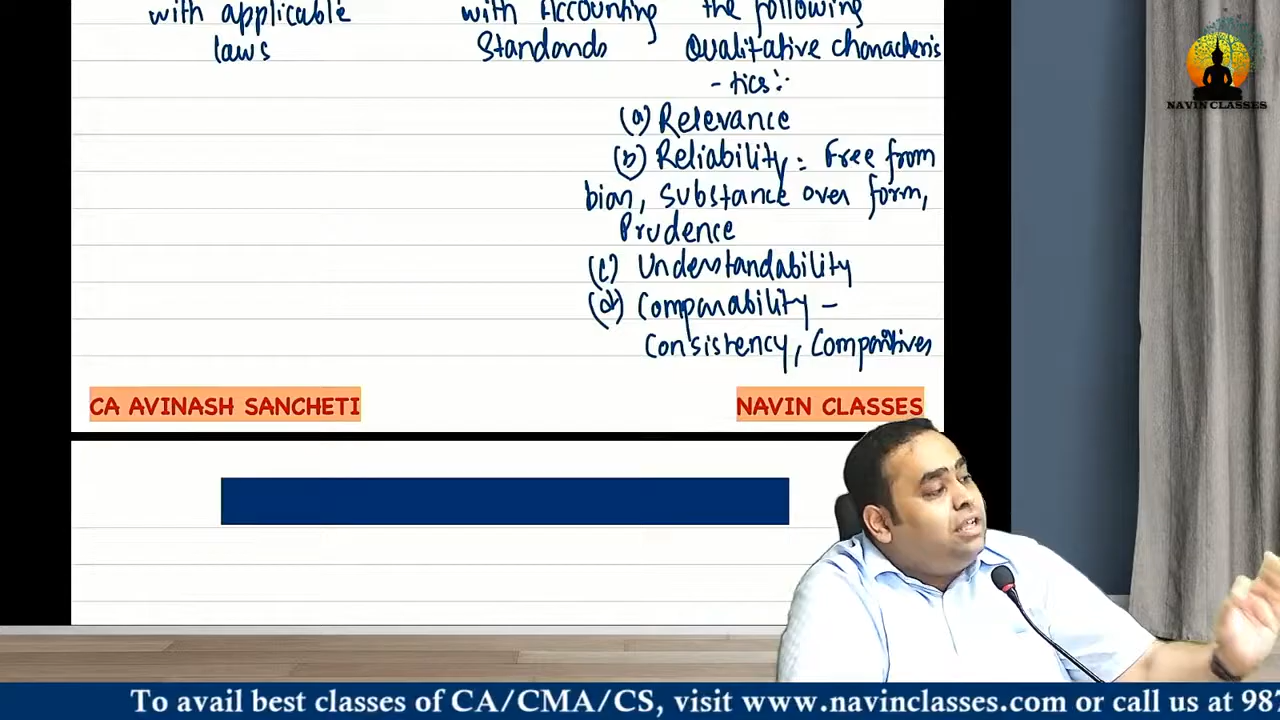 with applicable
laws
with Accounting
Standards
the following
Qualitative characteris
-tics:-
(a) Relevance
(b) Reliability: Free from
bias, Substance over form,
Prudence
(c) Understandability
(d) Comparability -
Consistency, Comparatives
CA AVINASH SANCHETI
NAVIN CLASSES
NAVIN CLASSES
To avail best classes of CA/CMA/CS, visit www.navinclasses.com or call us at 987